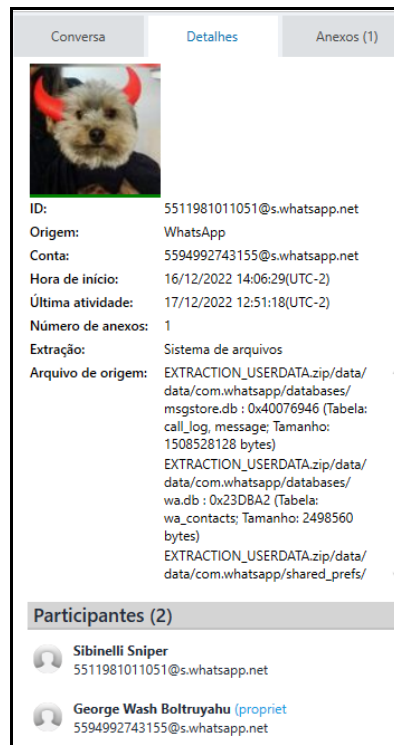 Conversa Detalhes Anexos (1)
ID: 5511981011051@s.whatsapp.net
Origem: WhatsApp
Conta: 5594992743155@s.whatsapp.net
Hora de início: 16/12/2022 14:06:29(UTC-2)
Última atividade: 17/12/2022 12:51:18(UTC-2)
Número de anexos: 1
Extração: Sistema de arquivos
Arquivo de origem: EXTRACTION_USERDATA.zip/data/
data/com.whatsapp/databases/
msgstore.db : 0x40076946 (Tabela:
call_log, message; Tamanho:
1508528128 bytes)
EXTRACTION_USERDATA.zip/data/
data/com.whatsapp/databases/
wa.db : 0x23DBA2 (Tabela:
wa_contacts; Tamanho: 2498560
bytes)
EXTRACTION_USERDATA.zip/data/
data/com.whatsapp/shared_prefs/
Participantes (2)
Sibinelli Sniper
5511981011051@s.whatsapp.net
George Wash Boltruyahu (propriet
5594992743155@s.whatsapp.net